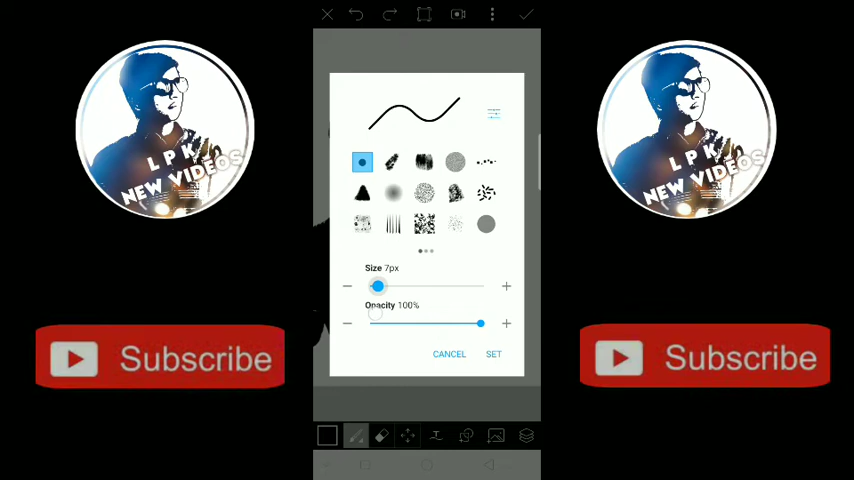 L P K
NEW VIDEOS
Subscribe
Size 7px
Opacity 100%
CANCEL SET
L P K
NEW VIDEOS
Subscribe